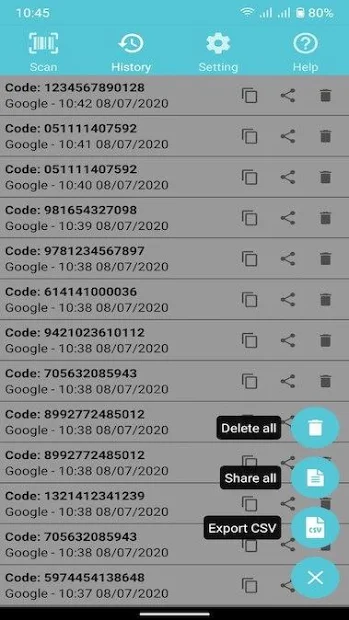 10:45
80%
Scan
History
Setting
Help
Code: 1234567890128
Google - 10:42 08/07/2020
Code: 051111407592
Google - 10:41 08/07/2020
Code: 051111407592
Google - 10:40 08/07/2020
Code: 981654327098
Google - 10:39 08/07/2020
Code: 9781234567897
Google - 10:38 08/07/2020
Code: 614141000036
Google - 10:38 08/07/2020
Code: 9421023610112
Google - 10:38 08/07/2020
Code: 705632085943
Google - 10:38 08/07/2020
Code: 8992772485012
Google - 10:38 08/07/2020
Delete all
Code: 8992772485012
Google - 10:38 08/07/2020
Share all
Code: 1321412341239
Google - 10:38 08/07/2020
Export CSV
CSV
Code: 705632085943
Google - 10:38 08/07/2020
Code: 5974454138648
Google - 10:37 08/07/2020